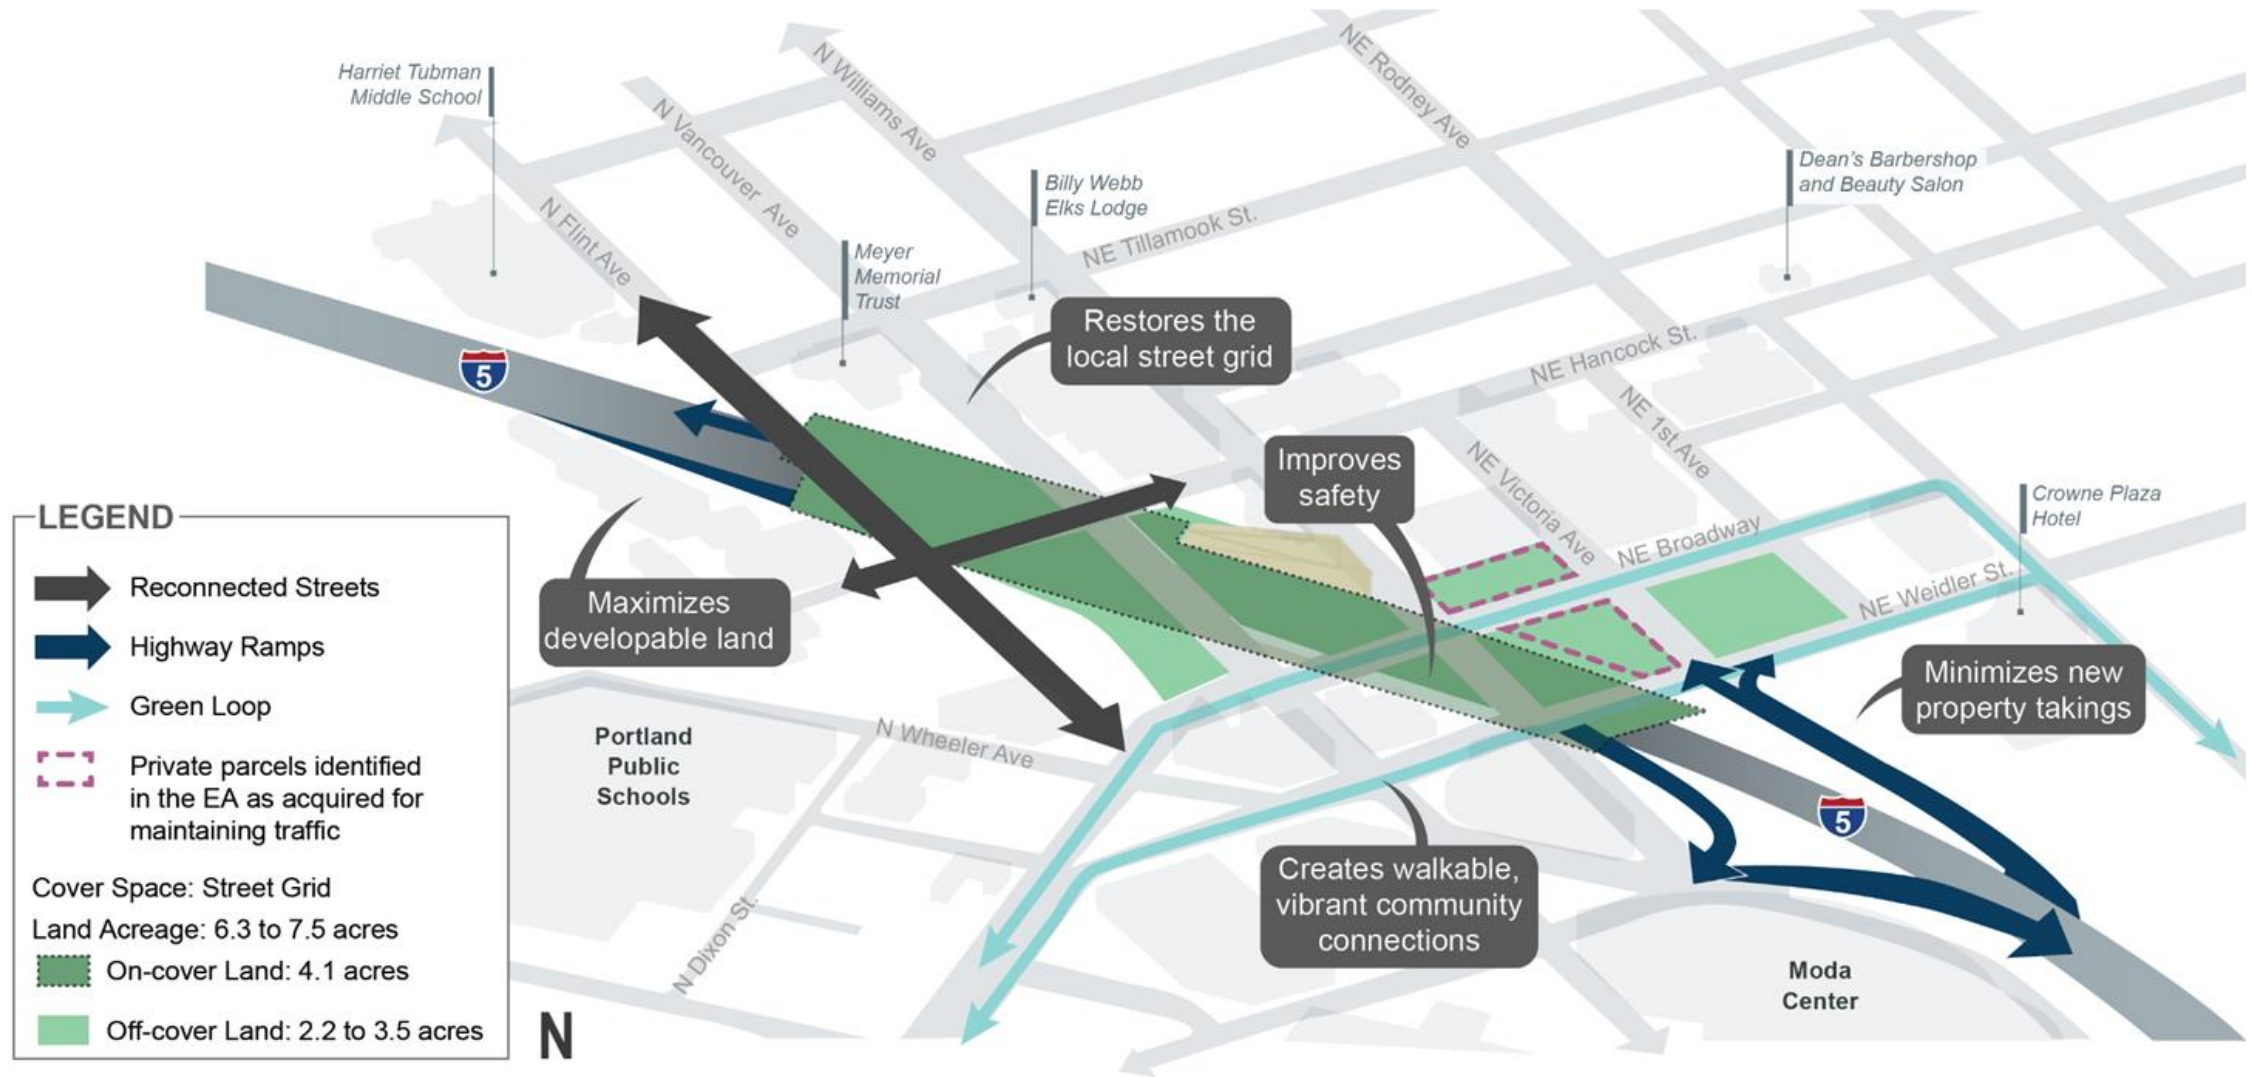 Harriet Tubman
Middle School
N Williams Ave
NE Rodney Ave
N Vancouver Ave
Billy Webb
Elks Lodge
Dean's Barbershop
and Beauty Salon
N Flint Ave
NE Tillamook St.
Meyer
Memorial
Trust
Restores the
local street grid
5
NE Hancock St.
NE 1st Ave
Improves
safety
NE Victoria Ave
Crowne Plaza
Hotel
NE Broadway
NE Weidler St.
Maximizes
developable land
Minimizes new
property takings
Portland
Public
Schools
N Wheeler Ave
5
Creates walkable,
vibrant community
connections
N Dixon St.
Moda
Center
LEGEND
Reconnected Streets
Highway Ramps
Green Loop
Private parcels identified
in the EA as acquired for
maintaining traffic
Cover Space: Street Grid
Land Acreage: 6.3 to 7.5 acres
On-cover Land: 4.1 acres
Off-cover Land: 2.2 to 3.5 acres
N